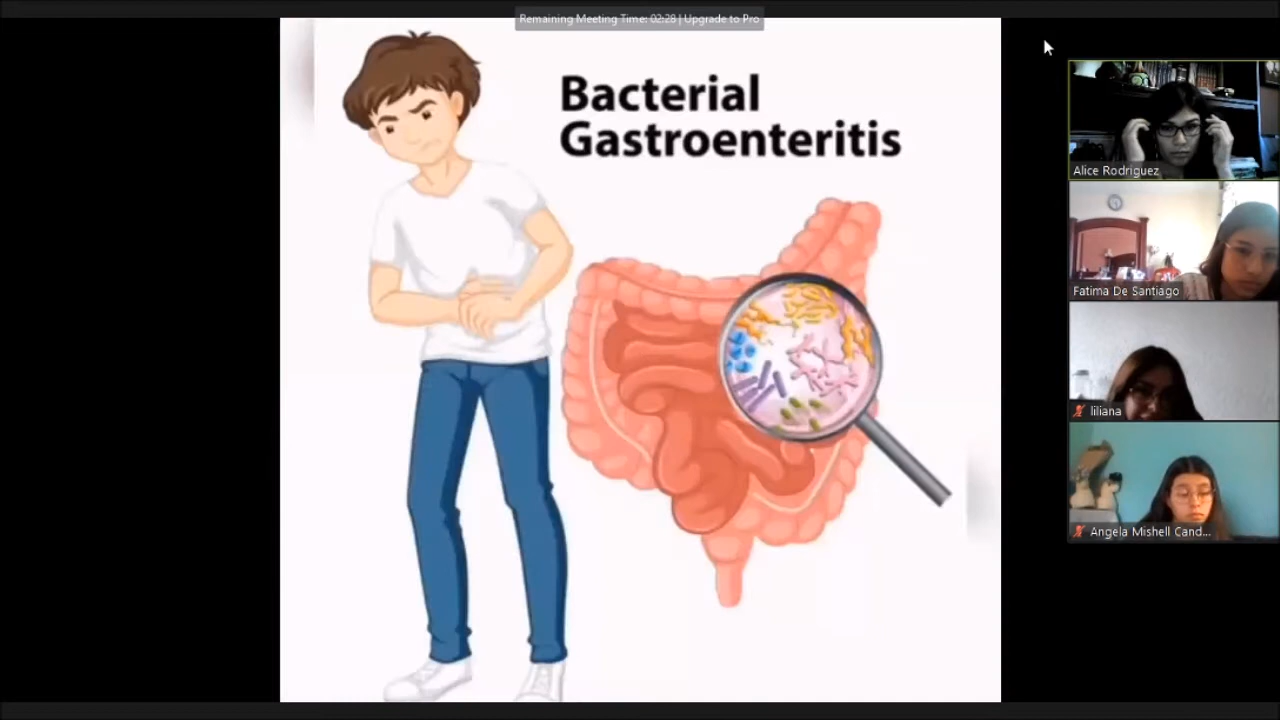 Remaining Meeting Time: 02:28 | Upgrade to Pro
Bacterial
Gastroenteritis
Alice Rodriguez
Fatima De Santiago
liliana
Angela Mishell Cand...